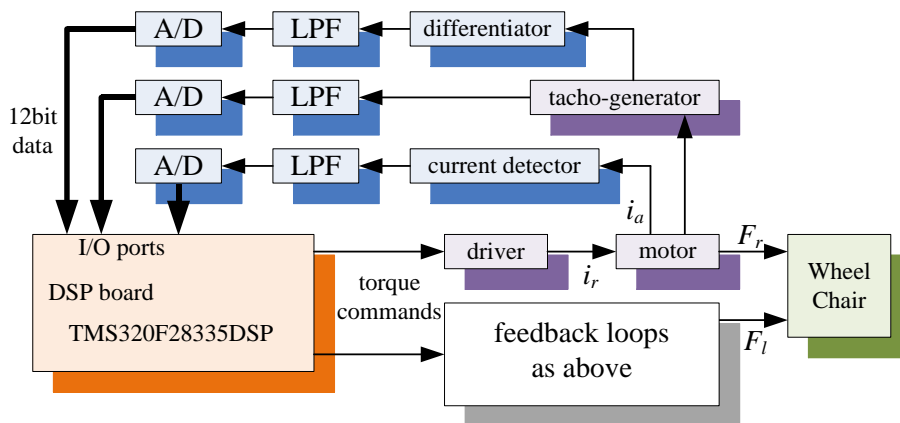 A/D
LPF
differentiator
A/D
LPF
tacho-generator
12bit
data
A/D
LPF
current detector
i_a
I/O ports
DSP board
TMS320F28335DSP
driver
i_r
motor
F_r
Wheel
Chair
torque
commands
feedback loops
as above
F_l